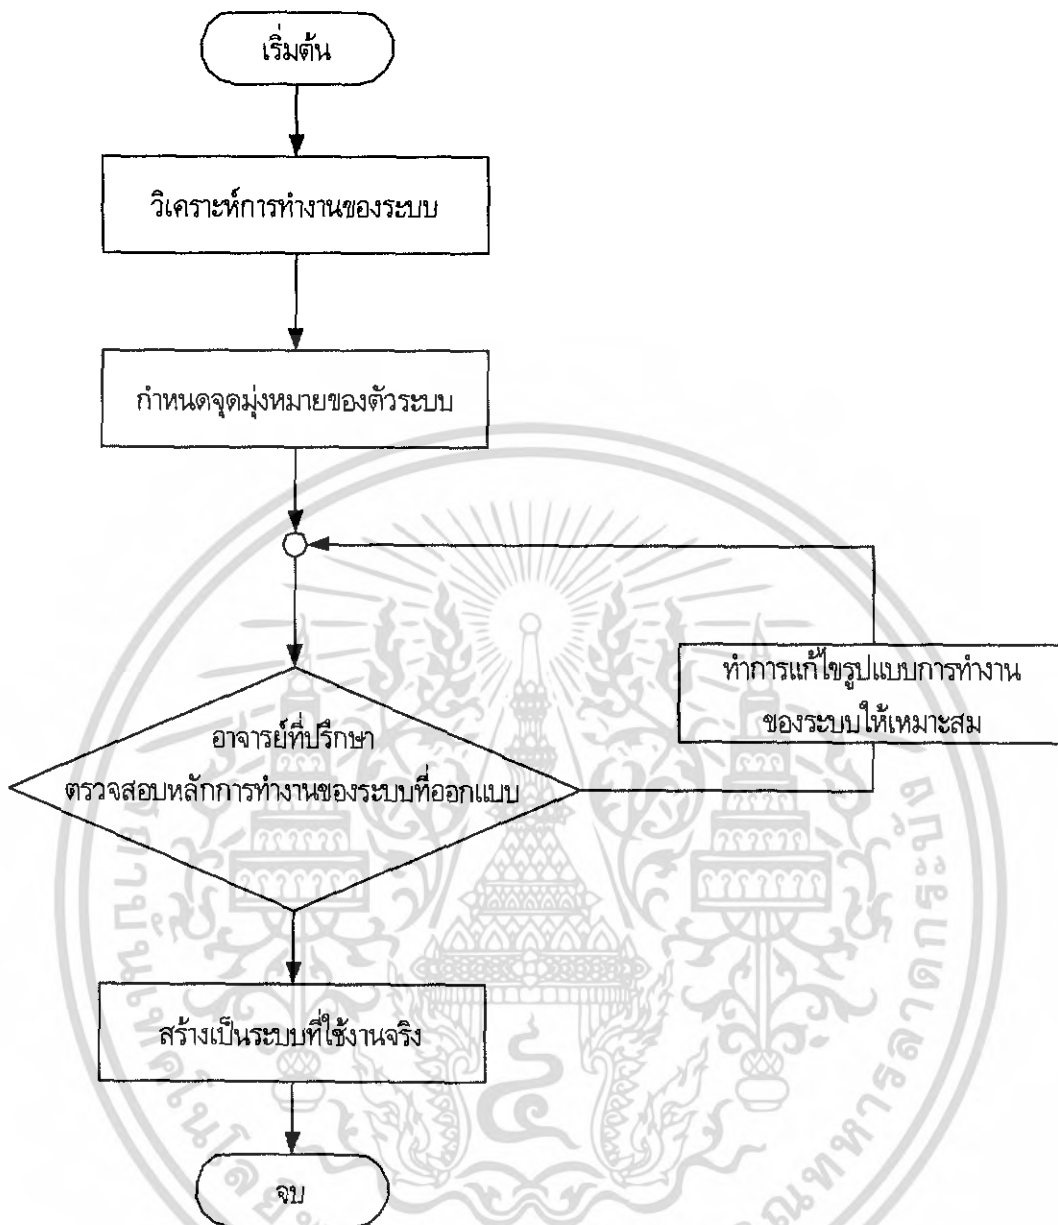 เริ่มต้น
วิเคราะห์การทำงานของระบบ
กำหนดจุดมุ่งหมายของตัวระบบ
ทำการแก้ไขรูปแบบการทำงาน
ของระบบให้เหมาะสม
อาจารย์ที่ปรึกษา
ตรวจสอบหลักการทำงานของระบบที่ออกแบบ
สร้างเป็นระบบที่ใช้งานจริง
จบ